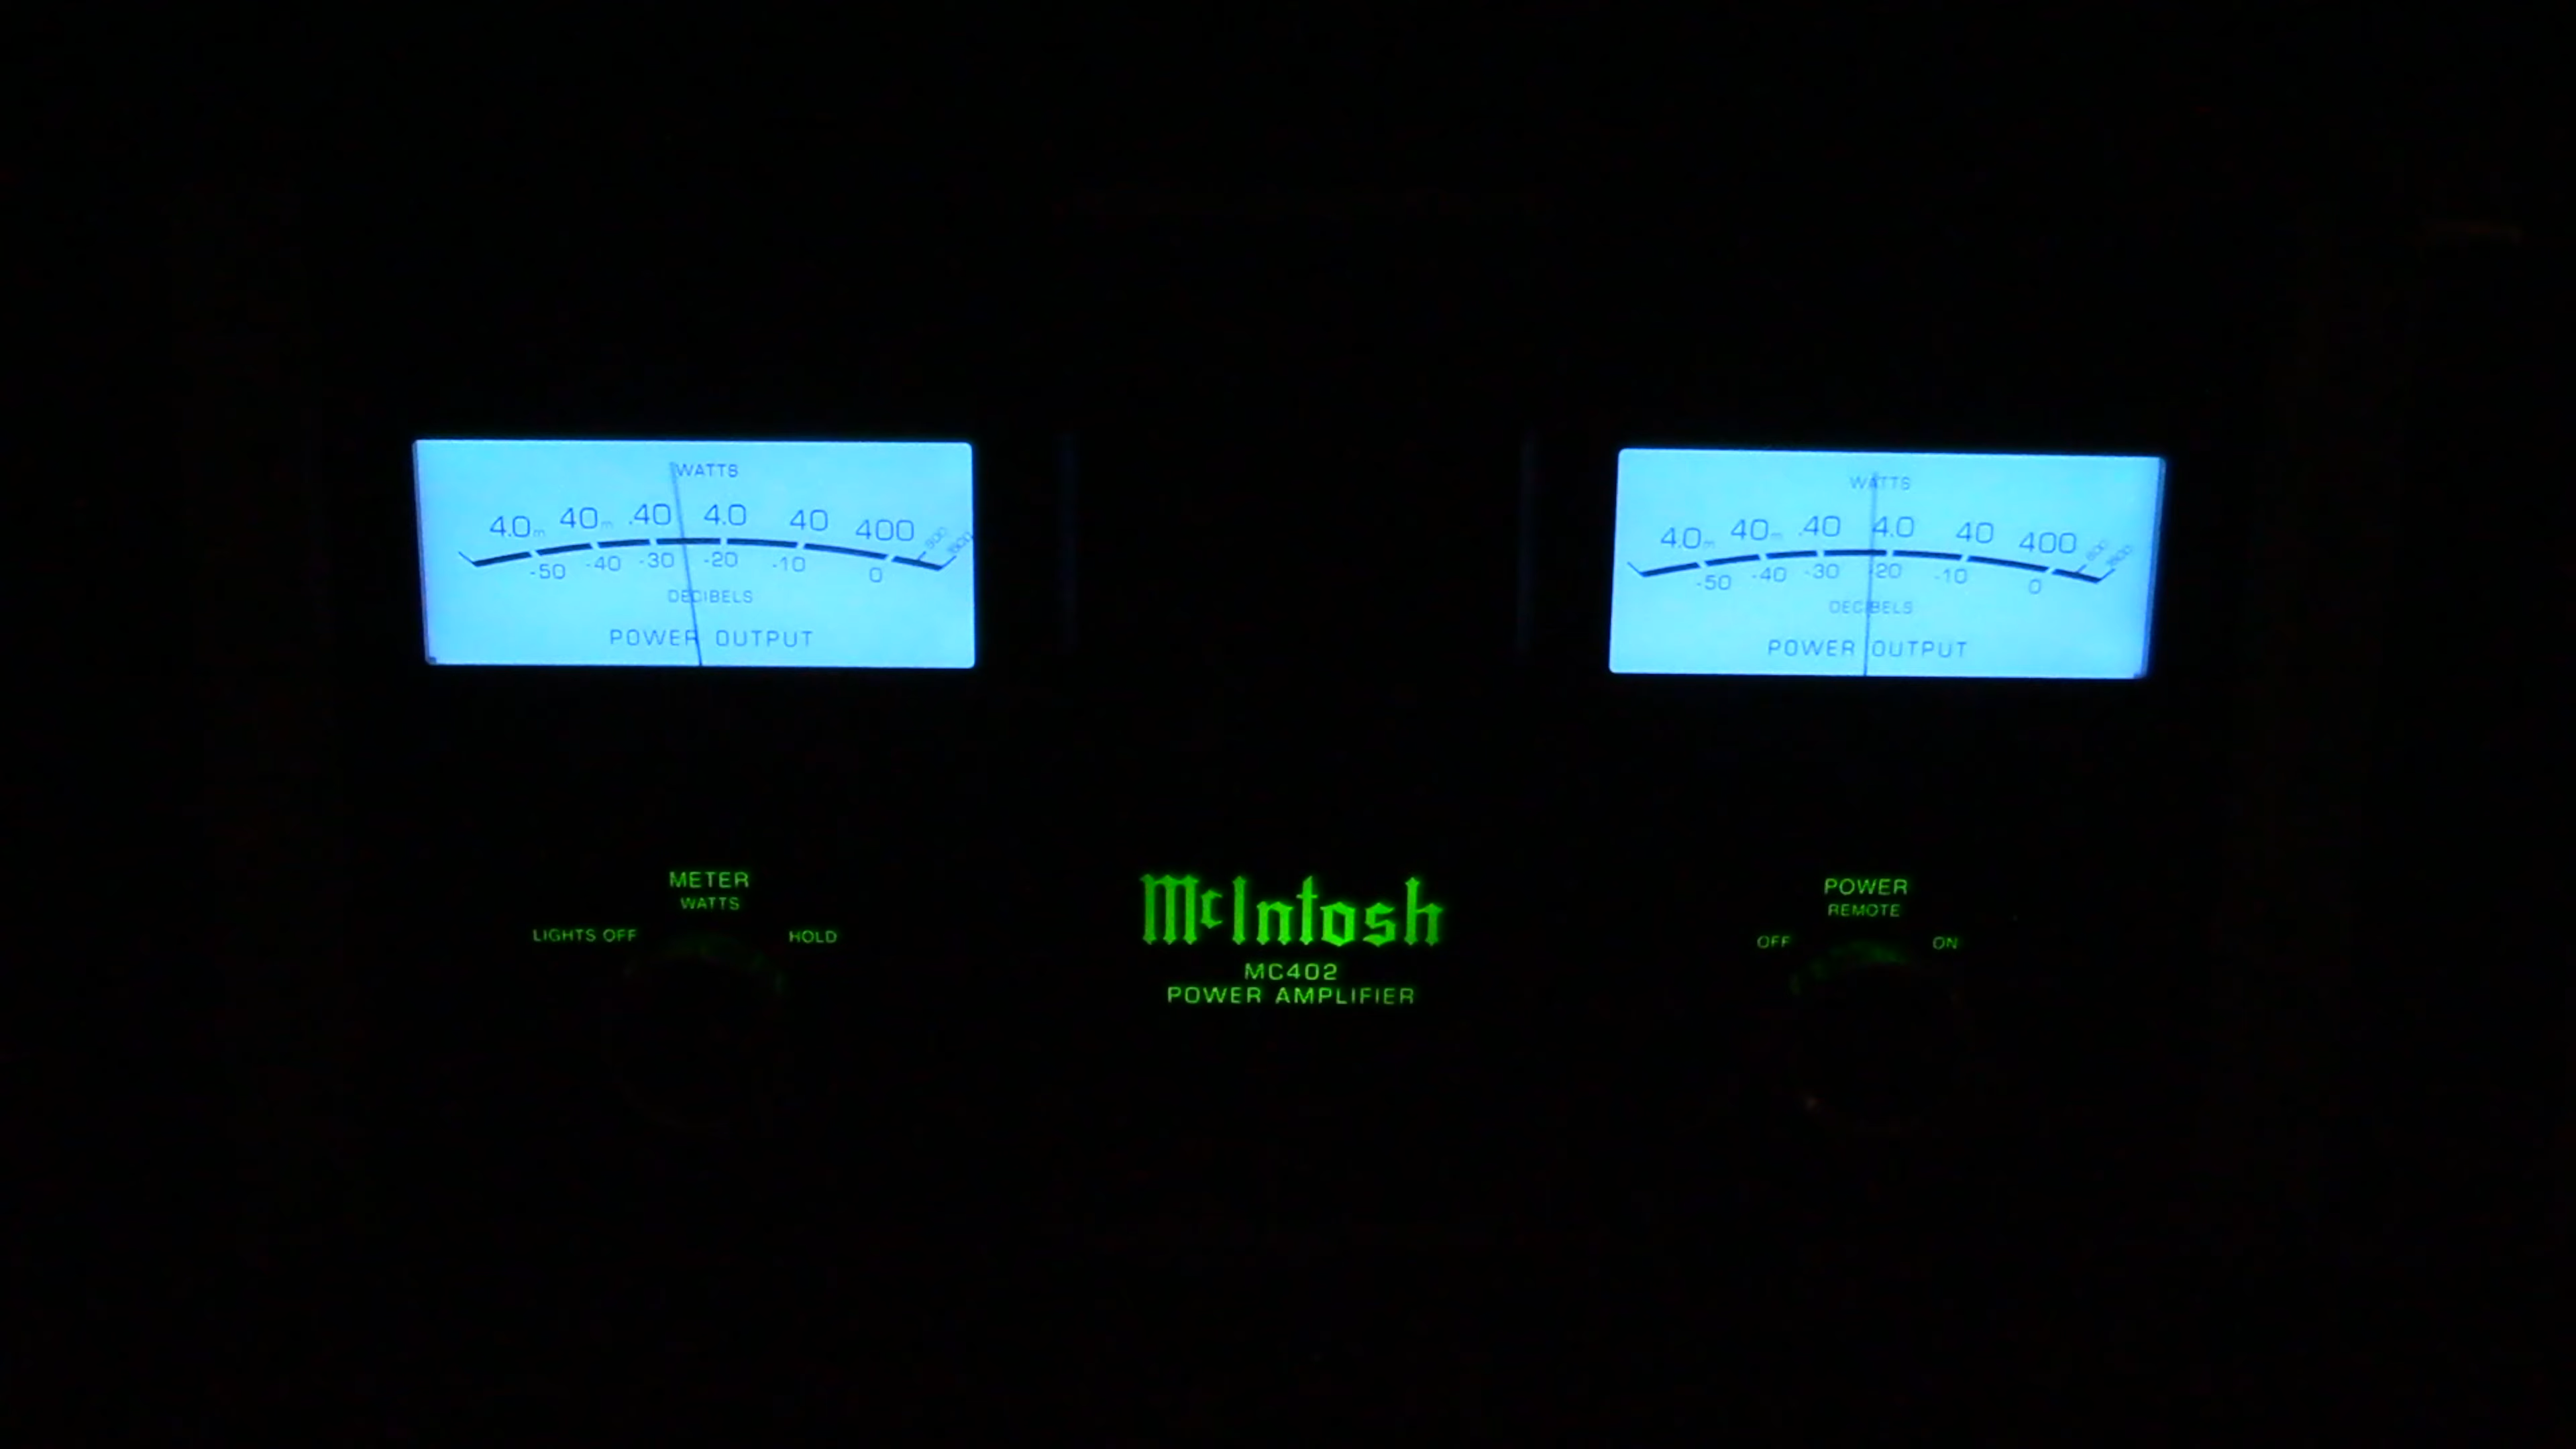 WATTS
4.0m 40m .40 4.0 40 400
-50 -40 -30 -20 -10 0
DECIBELS
POWER OUTPUT
WATTS
4.0m 40m .40 4.0 40 400
-50 -40 -30 -20 -10 0
DECIBELS
POWER OUTPUT
METER
WATTS
LIGHTS OFF HOLD
McIntosh
MC402
POWER AMPLIFIER
POWER
REMOTE
OFF ON